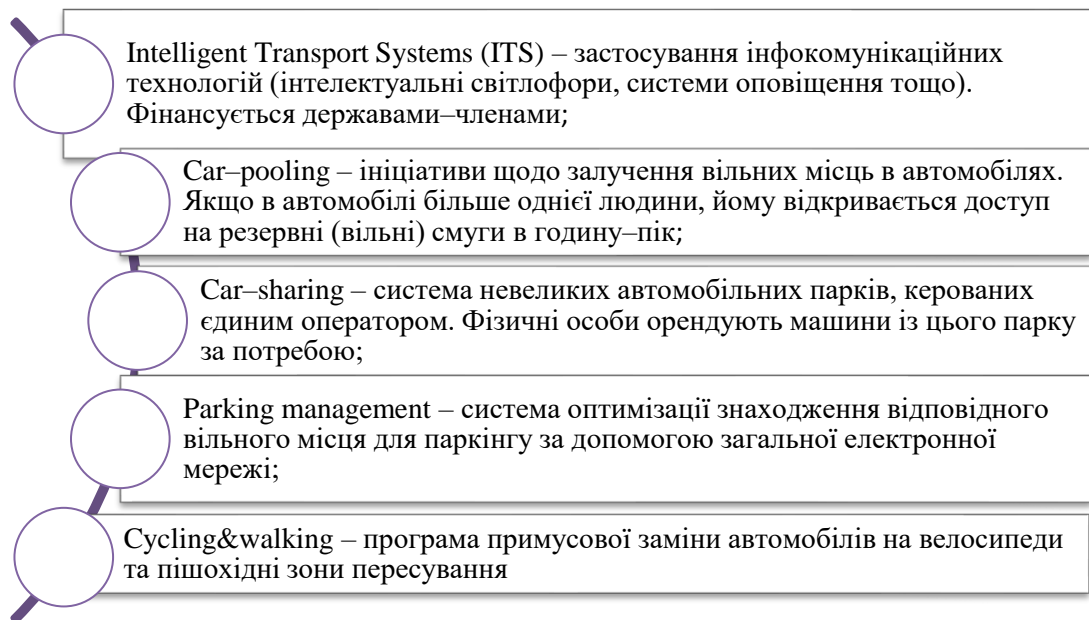 Intelligent Transport Systems (ITS) – застосування інфокомунікаційних
технологій (інтелектуальні світлофори, системи оповіщення тощо).
Фінансується державами–членами;
Car–pooling – ініціативи щодо залучення вільних місць в автомобілях.
Якщо в автомобілі більше однієї людини, йому відкривається доступ
на резервні (вільні) смуги в годину–пік;
Car–sharing – система невеликих автомобільних парків, керованих
єдиним оператором. Фізичні особи орендують машини із цього парку
за потребою;
Parking management – система оптимізації знаходження відповідного
вільного місця для паркінгу за допомогою загальної електронної
мережі;
Cycling&walking – програма примусової заміни автомобілів на велосипеди
та пішохідні зони пересування